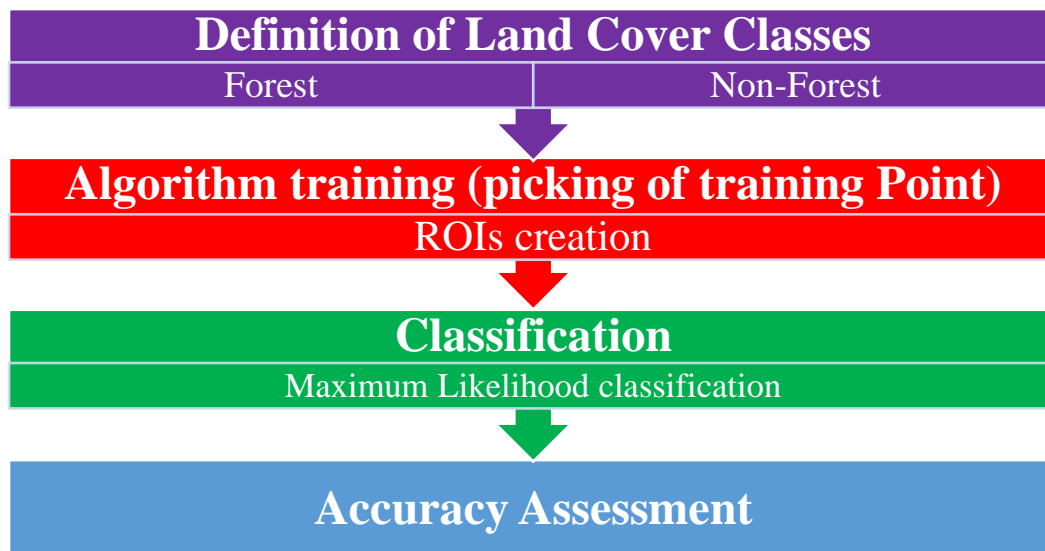 Definition of Land Cover Classes
Forest
Non-Forest
Algorithm training (picking of training Point)
ROIs creation
Classification
Maximum Likelihood classification
Accuracy Assessment